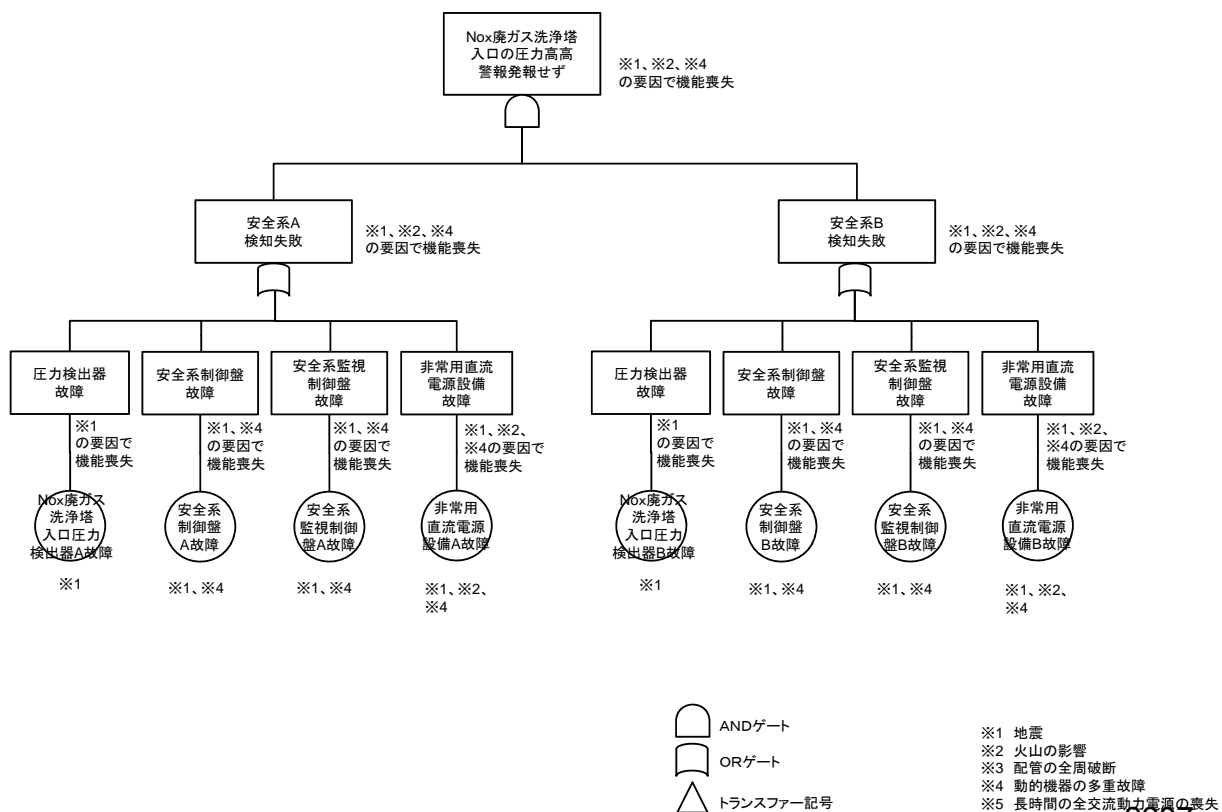 Nox廃ガス洗浄塔
入口の圧力高高
警報発報せず
※1、※2、※4
の要因で機能喪失
安全系A
検知失敗
※1、※2、※4
の要因で機能喪失
安全系B
検知失敗
※1、※2、※4
の要因で機能喪失
圧力検出器
故障
安全系制御盤
故障
安全系監視
制御盤
故障
非常用直流
電源設備
故障
圧力検出器
故障
安全系制御盤
故障
安全系監視
制御盤
故障
非常用直流
電源設備
故障
※1
の要因で
機能喪失
※1、※4
の要因で
機能喪失
※1、※4
の要因で
機能喪失
※1、※2、
※4の要因で
機能喪失
※1
の要因で
機能喪失
※1、※4
の要因で
機能喪失
※1、※4
の要因で
機能喪失
※1、※2、
※4の要因で
機能喪失
Nox廃ガス
洗浄塔
入口圧力
検出器A故障
安全系
制御盤
A故障
安全系
監視制御
盤A故障
非常用
直流電源
設備A故障
Nox廃ガス
洗浄塔
入口圧力
検出器B故障
安全系
制御盤
B故障
安全系
監視制御
盤B故障
非常用
直流電源
設備B故障
※1
※1、※4
※1、※4
※1、※2、
※4
※1
※1、※4
※1、※4
※1、※2、
※4
ANDゲート
ORゲート
トランスファー記号
※1 地震
※2 火山の影響
※3 配管の全周破断
※4 動的機器の多重故障
※5 長時間の全交流動力電源の喪失